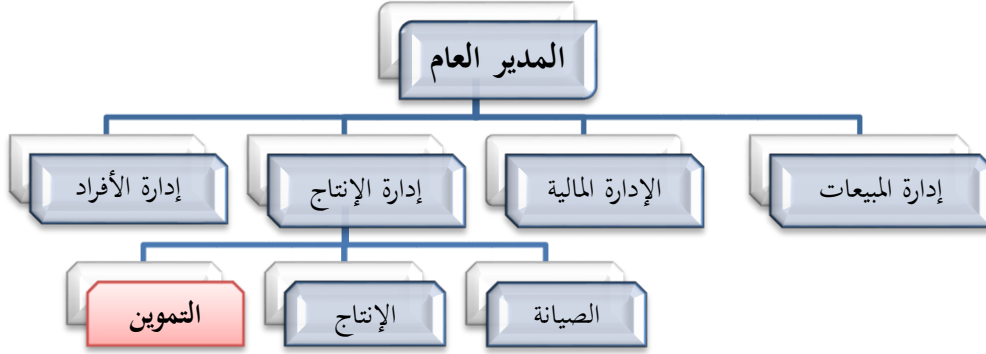 المدير العام
إدارة المبيعات
الإدارة المالية
إدارة الإنتاج
إدارة الأفراد
الصيانة
الإنتاج
التموين